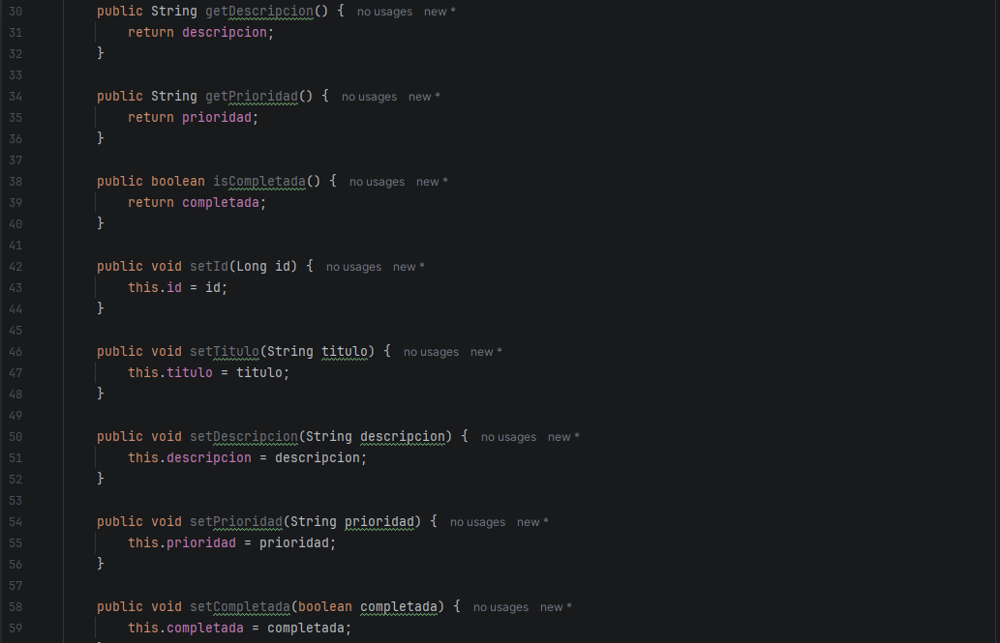 30 public String getDescripcion() { no usages new *
31 return descripcion;
32 }
33
34 public String getPrioridad() { no usages new *
35 return prioridad;
36 }
37
38 public boolean isCompletada() { no usages new *
39 return completada;
40 }
41
42 public void setId(Long id) { no usages new *
43 this.id = id;
44 }
45
46 public void setTitulo(String titulo) { no usages new *
47 this.titulo = titulo;
48 }
49
50 public void setDescripcion(String descripcion) { no usages new *
51 this.descripcion = descripcion;
52 }
53
54 public void setPrioridad(String prioridad) { no usages new *
55 this.prioridad = prioridad;
56 }
57
58 public void setCompletada(boolean completada) { no usages new *
59 this.completada = completada;